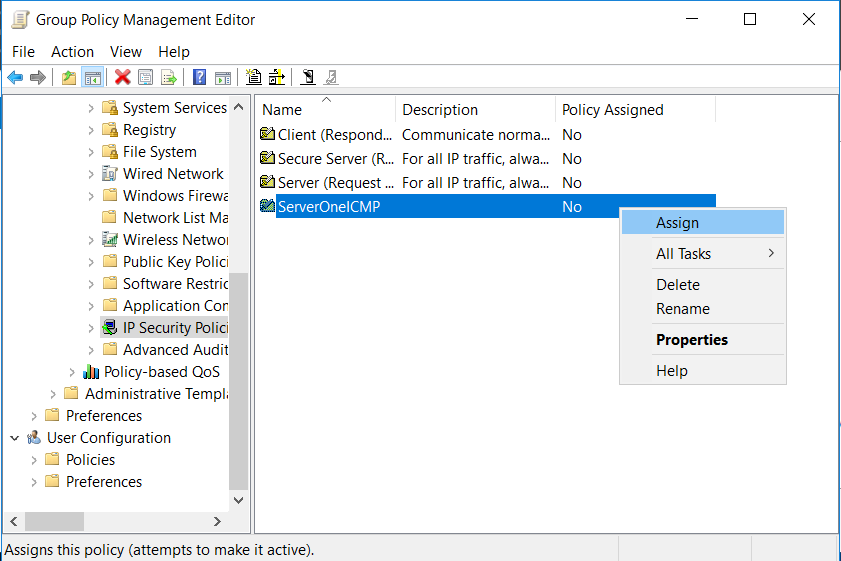 Group Policy Management Editor
File Action View Help
Name Description Policy Assigned
System Services
Registry
File System
Wired Network
Windows Firewa
Network List Ma
Wireless Netwo
Public Key Polici
Software Restric
Application Con
IP Security Polici
Advanced Audit
Policy-based QoS
Administrative Templa
Preferences
User Configuration
Policies
Preferences
Client (Respond... Communicate norma... No
Secure Server (R... For all IP traffic, alwa... No
Server (Request ... For all IP traffic, alwa... No
ServerOneICMP No
Assign
All Tasks
Delete
Rename
Properties
Help
Assigns this policy (attempts to make it active).